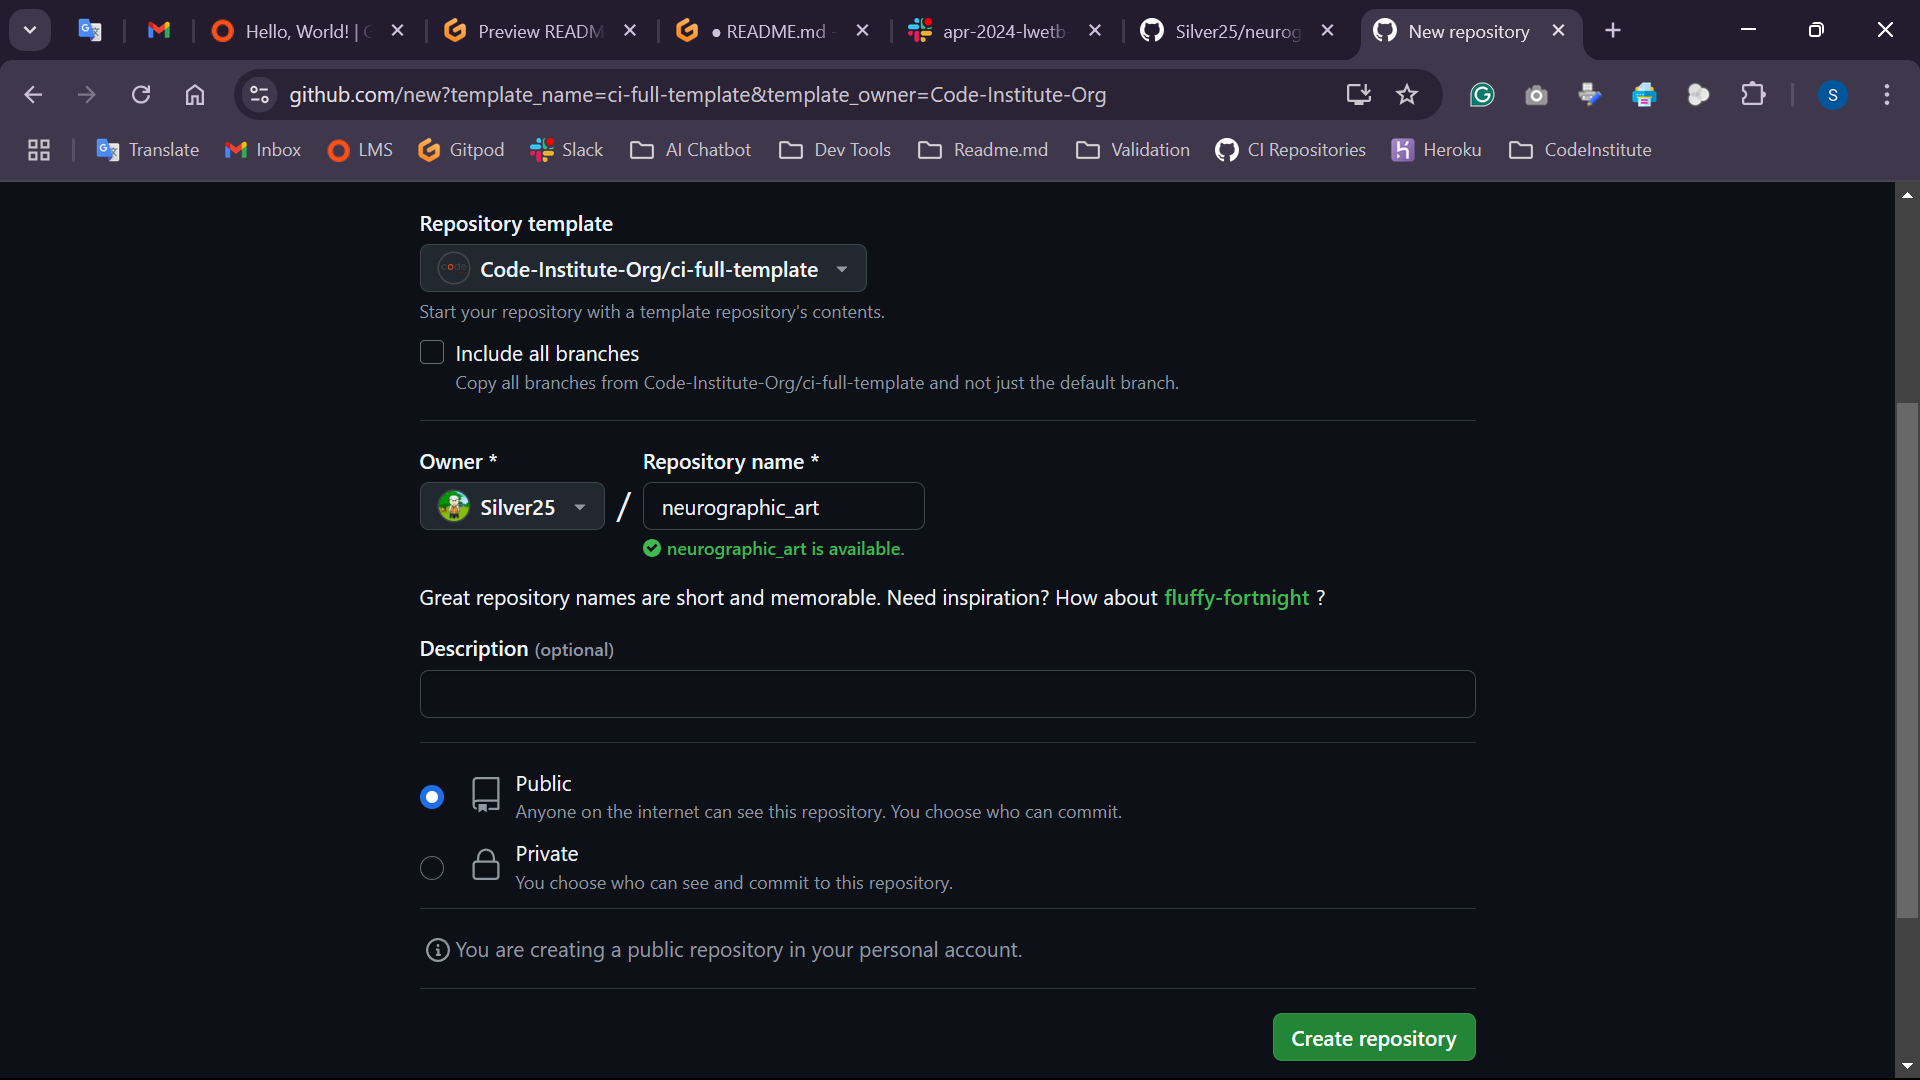 Hello, World! |
Preview READM
● README.md
apr-2024-lwetb
Silver25/neurog
New repository
github.com/new?template_name=ci-full-template&template_owner=Code-Institute-Org
S
Translate
Inbox
LMS
Gitpod
Slack
AI Chatbot
Dev Tools
Readme.md
Validation
CI Repositories
Heroku
CodeInstitute
Repository template
Code-Institute-Org/ci-full-template
Start your repository with a template repository's contents.
Include all branches
Copy all branches from Code-Institute-Org/ci-full-template and not just the default branch.
Owner *
Repository name *
Silver25
/
neurographic_art
neurographic_art is available.
Great repository names are short and memorable. Need inspiration? How about fluffy-fortnight ?
Description (optional)
Public
Anyone on the internet can see this repository. You choose who can commit.
Private
You choose who can see and commit to this repository.
You are creating a public repository in your personal account.
Create repository